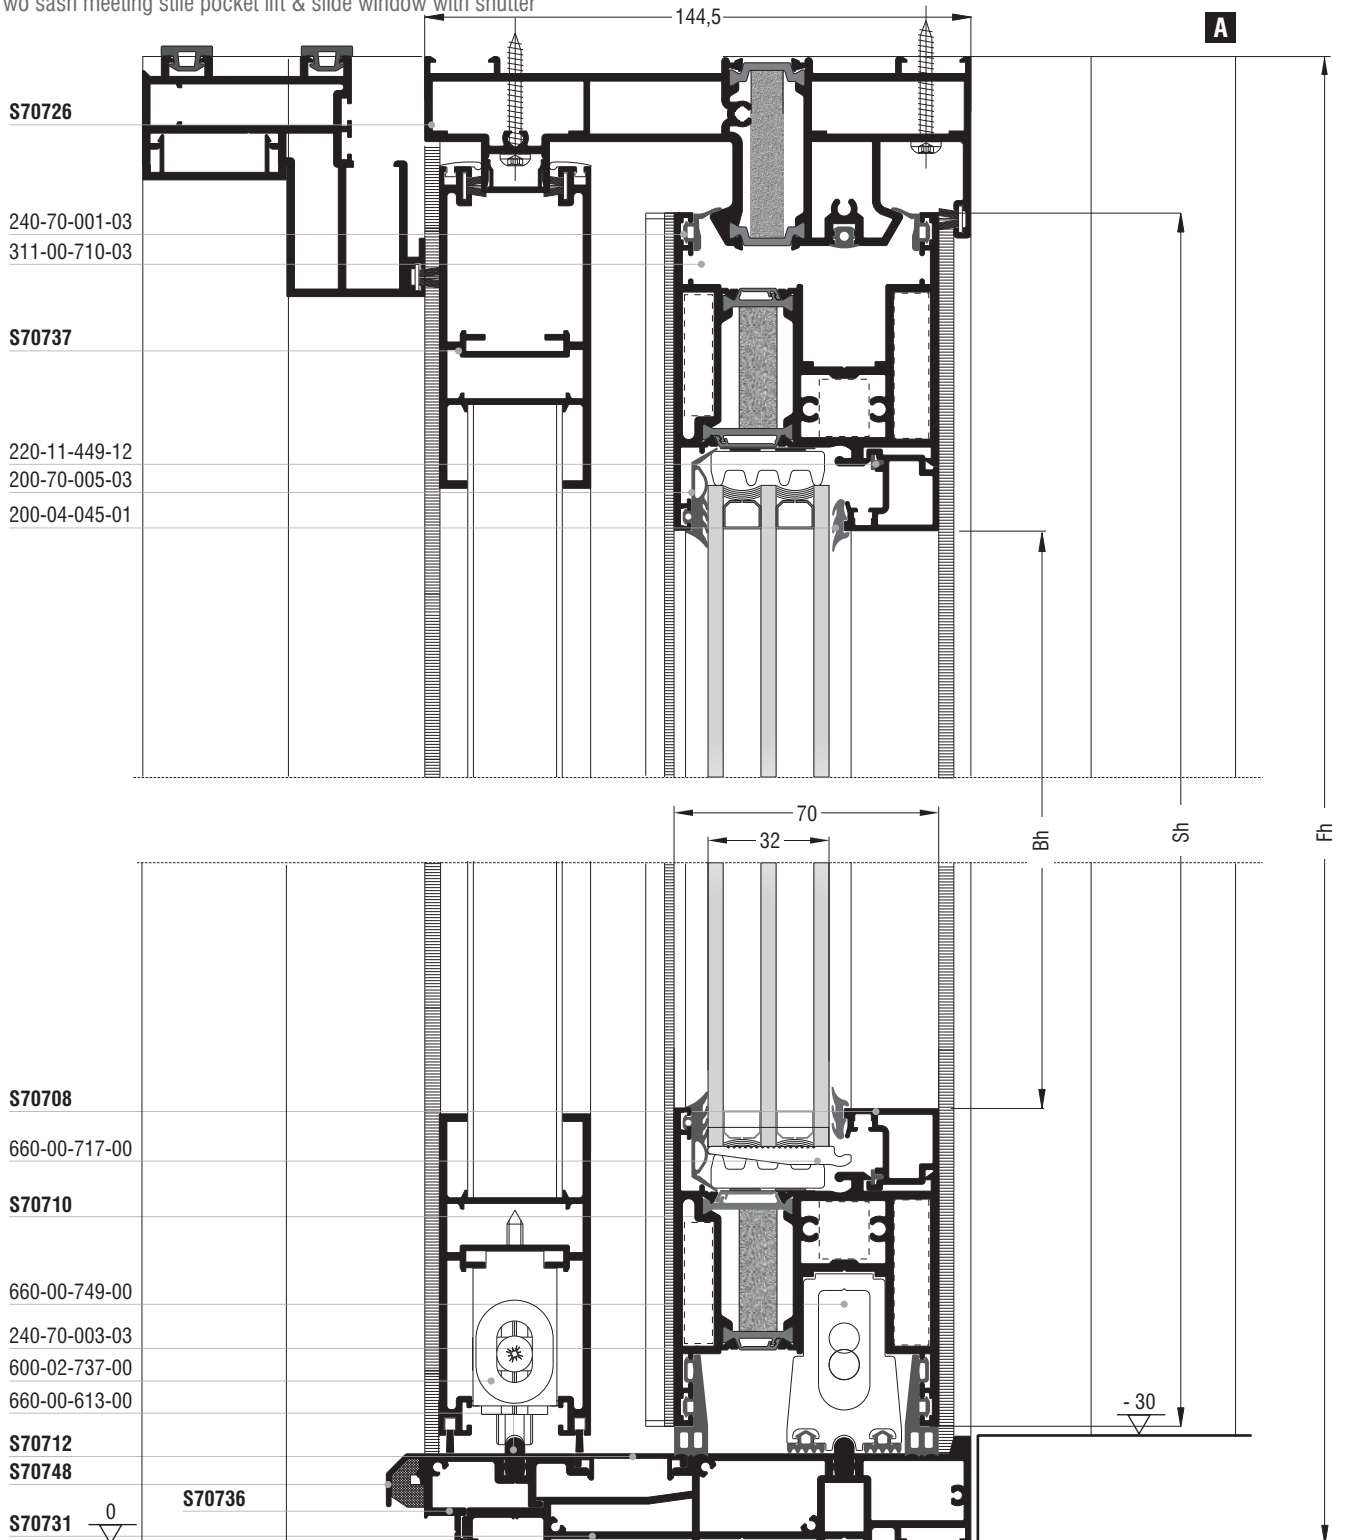 wo sash meeting stile pocket lift & slide window with shutter
144,5
A
S70726
240-70-001-03
311-00-710-03
S70737
220-11-449-12
200-70-005-03
200-04-045-01
70
32
Bh
Sh
Fh
S70708
660-00-717-00
S70710
660-00-749-00
240-70-003-03
600-02-737-00
660-00-613-00
- 30
S70712
S70748
S70736
S70731
0